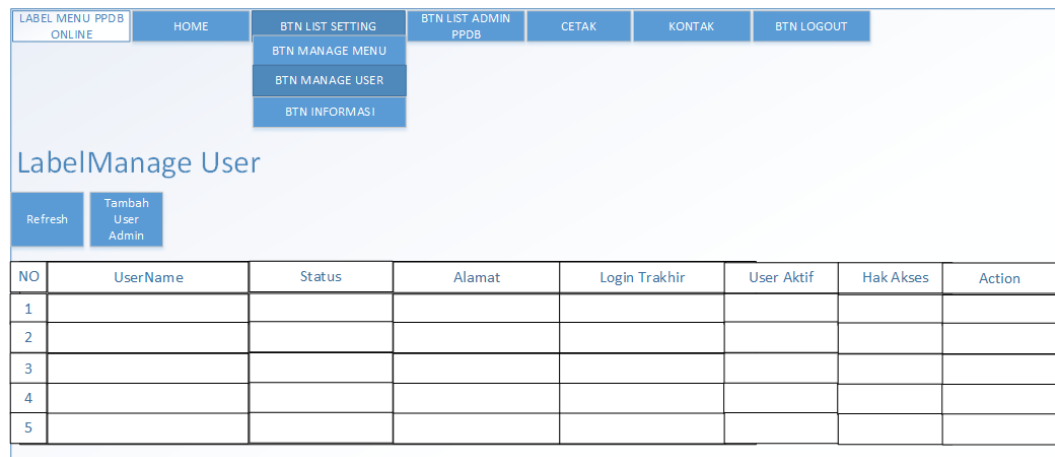 LABEL MENU PPDB
ONLINE
HOME
BTN LIST SETTING
BTN LIST ADMIN
PPDB
CETAK
KONTAK
BTN LOGOUT
BTN MANAGE MENU
BTN MANAGE USER
BTN INFORMASI
LabelManage User
Refresh
Tambah
User
Admin
NO UserName Status Alamat Login Trakhir User Aktif Hak Akses Action
1
2
3
4
5